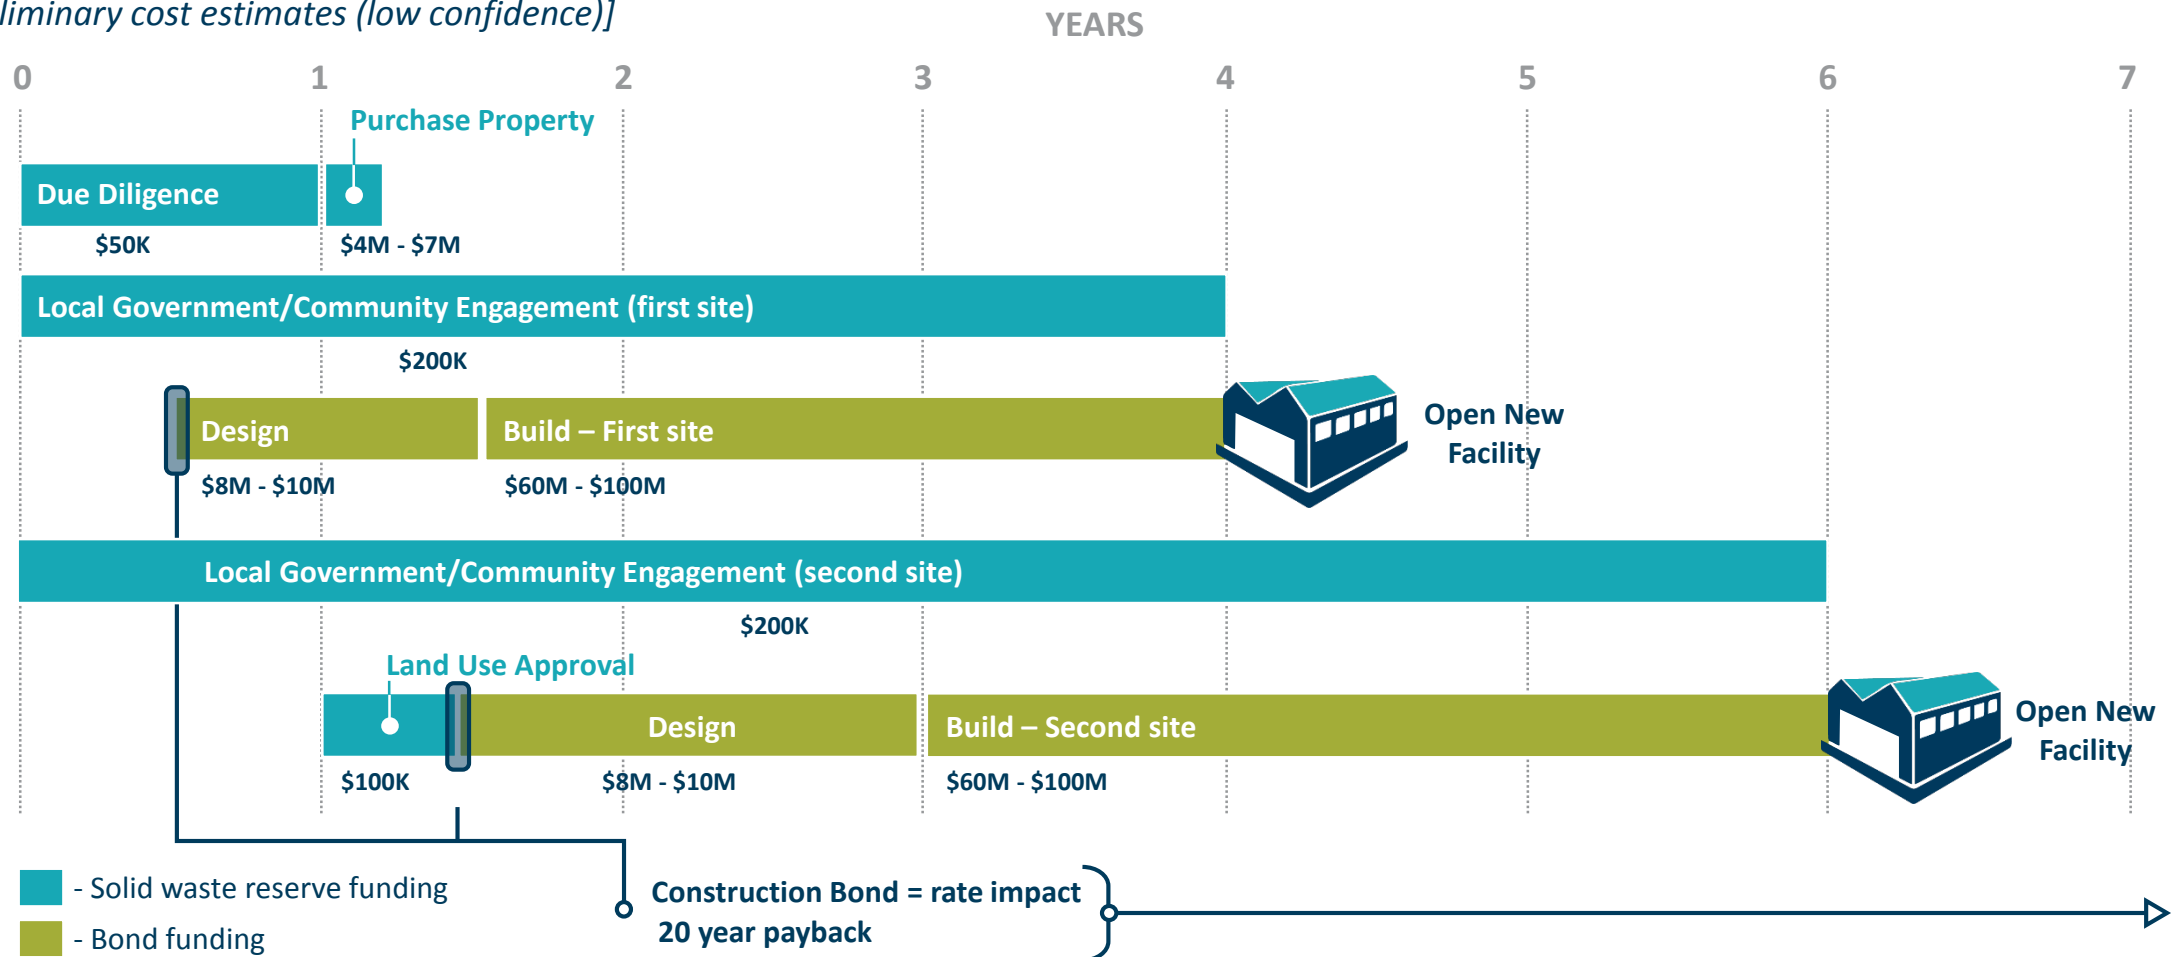 liminary cost estimates (low confidence)]
YEARS
0 1 2 3 4 5 6 7
Purchase Property
Due Diligence
$50K
$4M - $7M
Local Government/Community Engagement (first site)
$200K
Design
Build – First site
Open New
Facility
$8M - $10M
$60M - $100M
Local Government/Community Engagement (second site)
$200K
Land Use Approval
Design
Build – Second site
Open New
Facility
$100K
$8M - $10M
$60M - $100M
- Solid waste reserve funding
- Bond funding
Construction Bond = rate impact
20 year payback